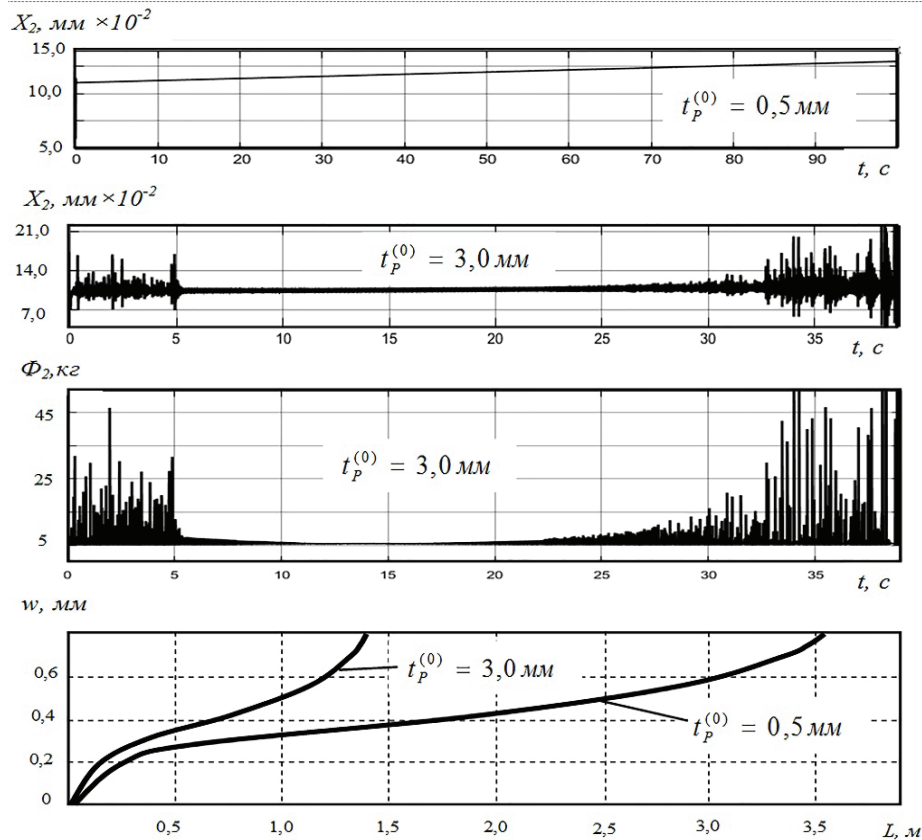 X₂, мм ×10⁻²
15,0
10,0
5,0
t_P^(0) = 0,5 мм
0 10 20 30 40 50 60 70 80 90
t, с
X₂, мм ×10⁻²
21,0
14,0
7,0
t_P^(0) = 3,0 мм
0 5 10 15 20 25 30 35
t, с
Ф₂,кг
45
25
5
t_P^(0) = 3,0 мм
0 5 10 15 20 25 30 35
t, с
w, мм
0,6
0,4
0,2
0
t_P^(0) = 3,0 мм
t_P^(0) = 0,5 мм
0,5 1,0 1,5 2,0 2,5 3,0 3,5
L, м